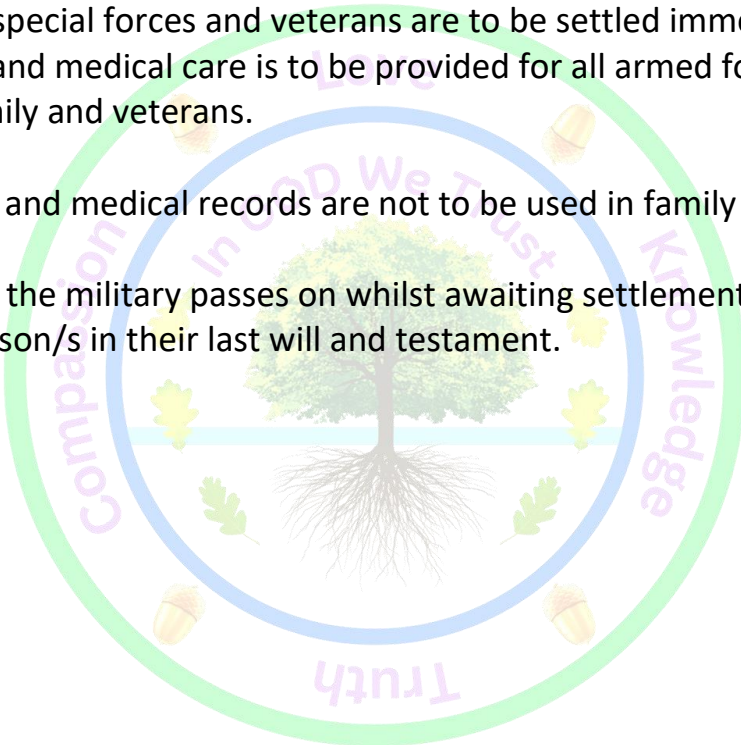 special forces and veterans are to be settled imm
and medical care is to be provided for all armed fo
ily and veterans.
and medical records are not to be used in family
the military passes on whilst awaiting settlement
son/s in their last will and testament.
Love
In GOD We Trust
Compassion
Knowledge
Truth